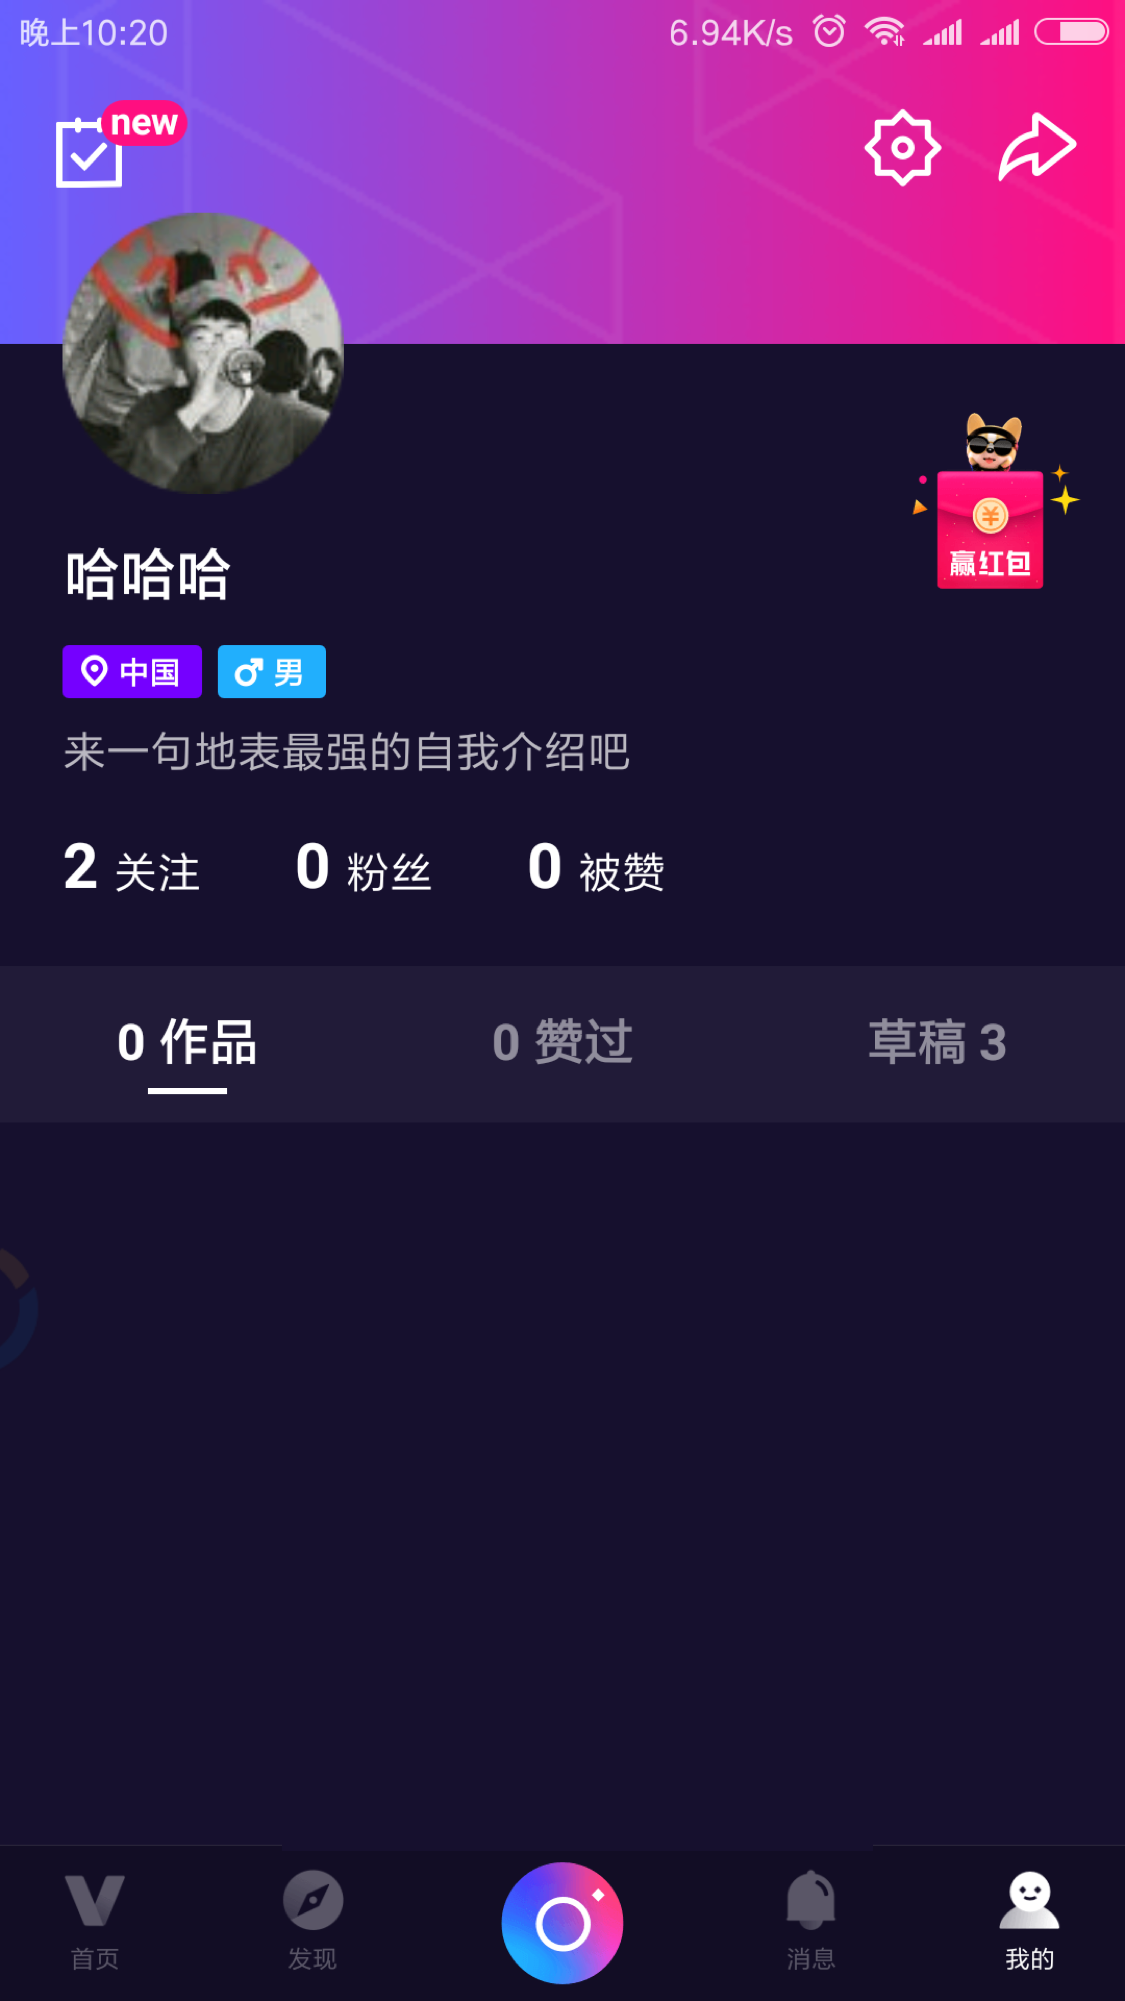 晚上10:20 6.94K/s
new
赢红包
哈哈哈
中国 男
来一句地表最强的自我介绍吧
2 关注 0 粉丝 0 被赞
0 作品 0 赞过 草稿 3
首页 发现 消息 我的